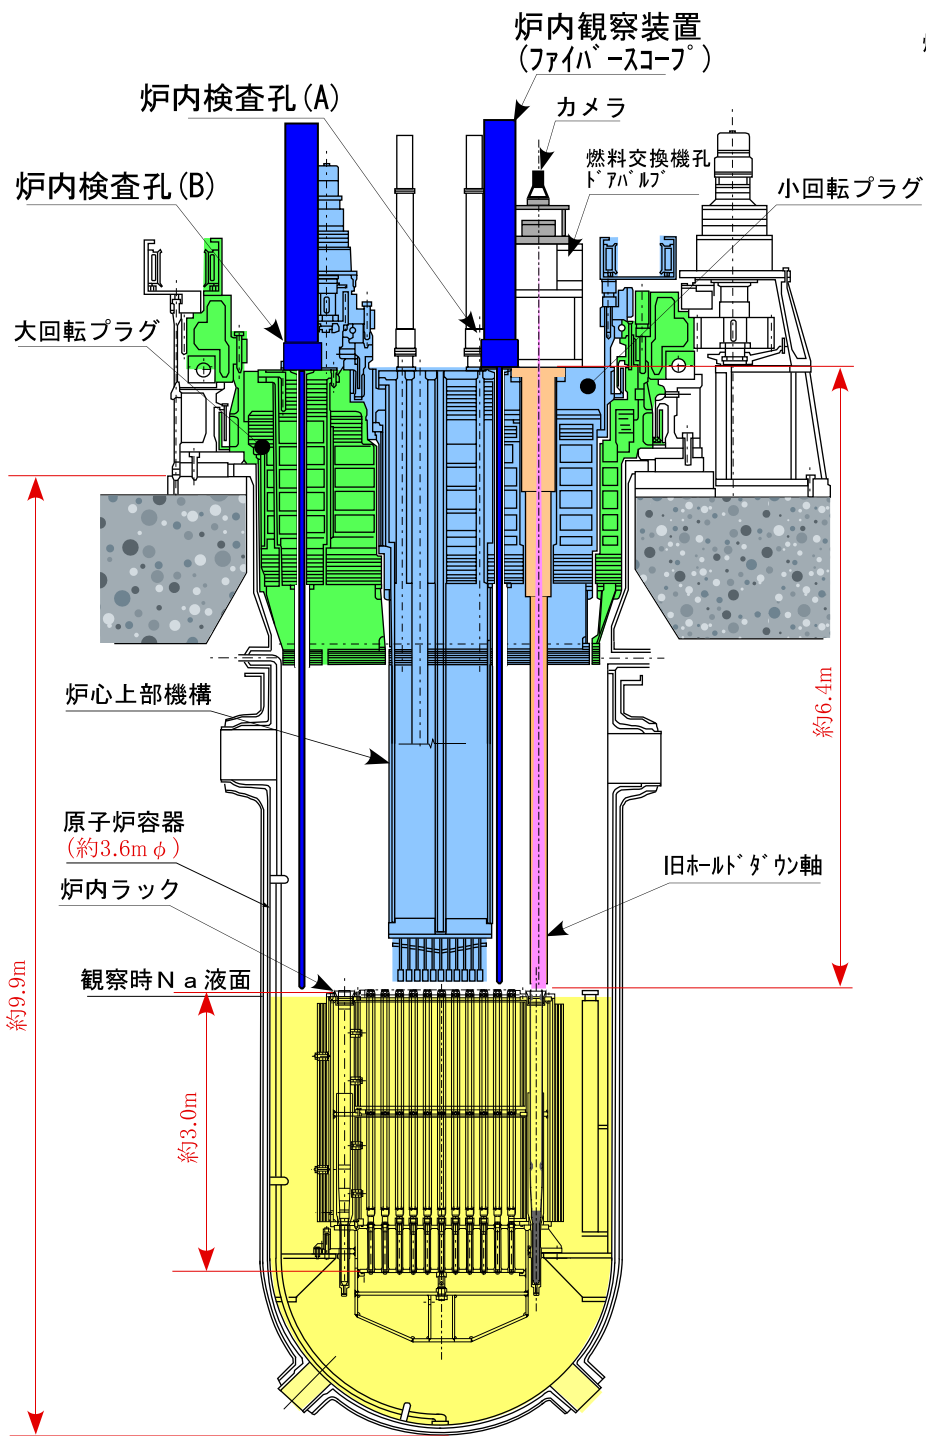 炉内観察装置
(ファイバースコープ)
炉内検査孔(A)
カメラ
燃料交換機孔
ドアバルブ
炉内検査孔(B)
小回転プラグ
大回転プラグ
約6.4m
炉心上部機構
原子炉容器
(約3.6mφ)
旧ホールドダウン軸
炉内ラック
観察時Na液面
約9.9m
約3.0m